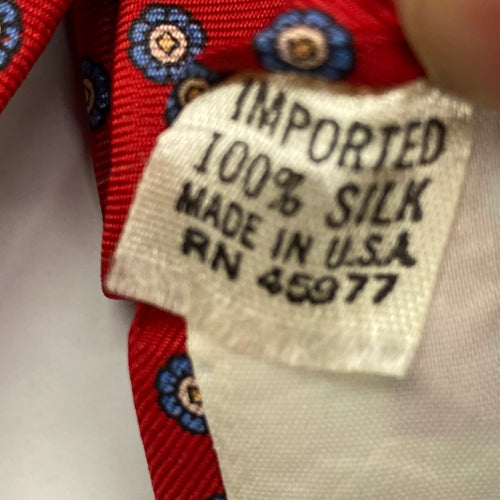 IMPORTED
100% SILK
MADE IN U.S.A
RN 45977